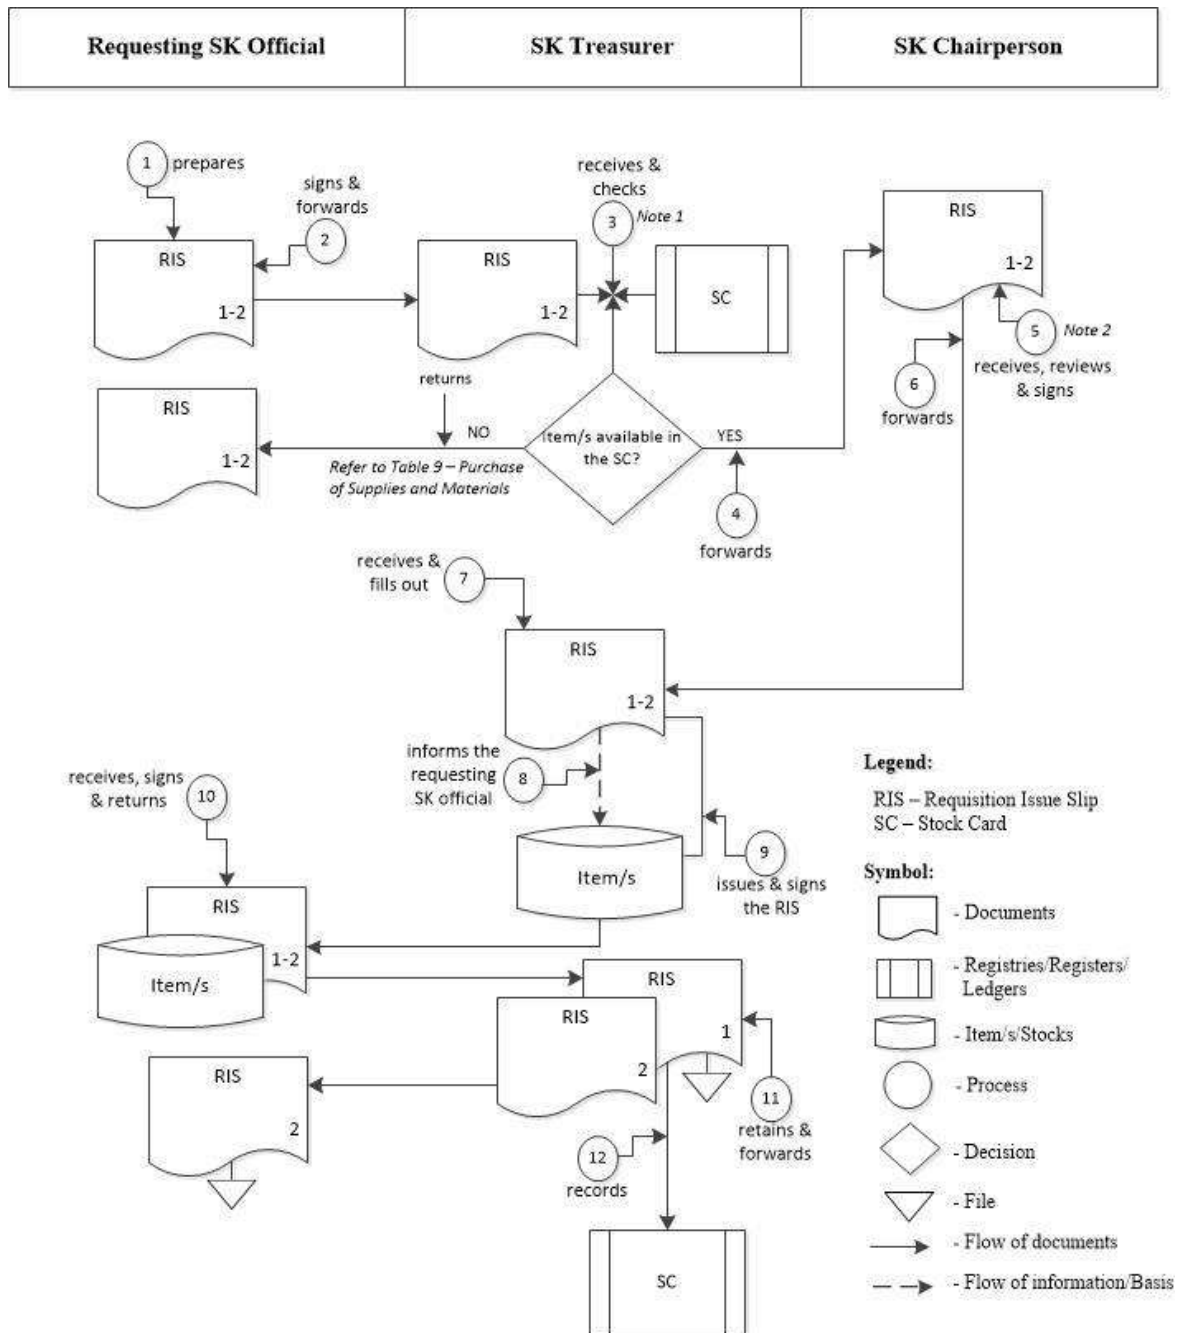 Requesting SK Official
SK Treasurer
SK Chairperson
1 prepares
signs &
forwards
2
RIS
1-2
RIS
1-2
receives &
checks
3 Note 1
SC
RIS
1-2
5 Note 2
receives, reviews
& signs
6
forwards
returns
RIS
1-2
NO
Refer to Table 9 – Purchase
of Supplies and Materials
Item/s available in
the SC?
YES
4
forwards
receives &
fills out
7
RIS
1-2
informs the
requesting
SK official
8
Item/s
9
issues & signs
the RIS
receives, signs
& returns
10
RIS
1-2
Item/s
RIS
1
RIS
2
11
retains &
forwards
RIS
2
12
records
SC
Legend:
RIS – Requisition Issue Slip
SC – Stock Card
Symbol:
- Documents
- Registries/Registers/
Ledgers
- Item/s/Stocks
- Process
- Decision
- File
- Flow of documents
- Flow of information/Basis